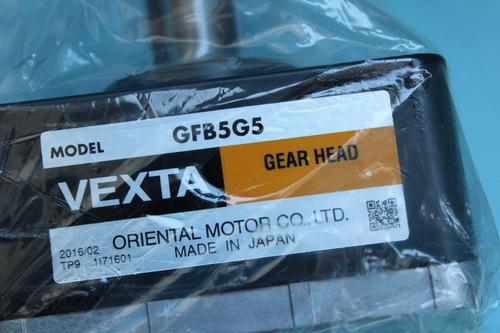 MODEL GFB5G5
VEXTA GEAR HEAD
ORIENTAL MOTOR CO., LTD.
2016/02 MADE IN JAPAN
TP9 1171601